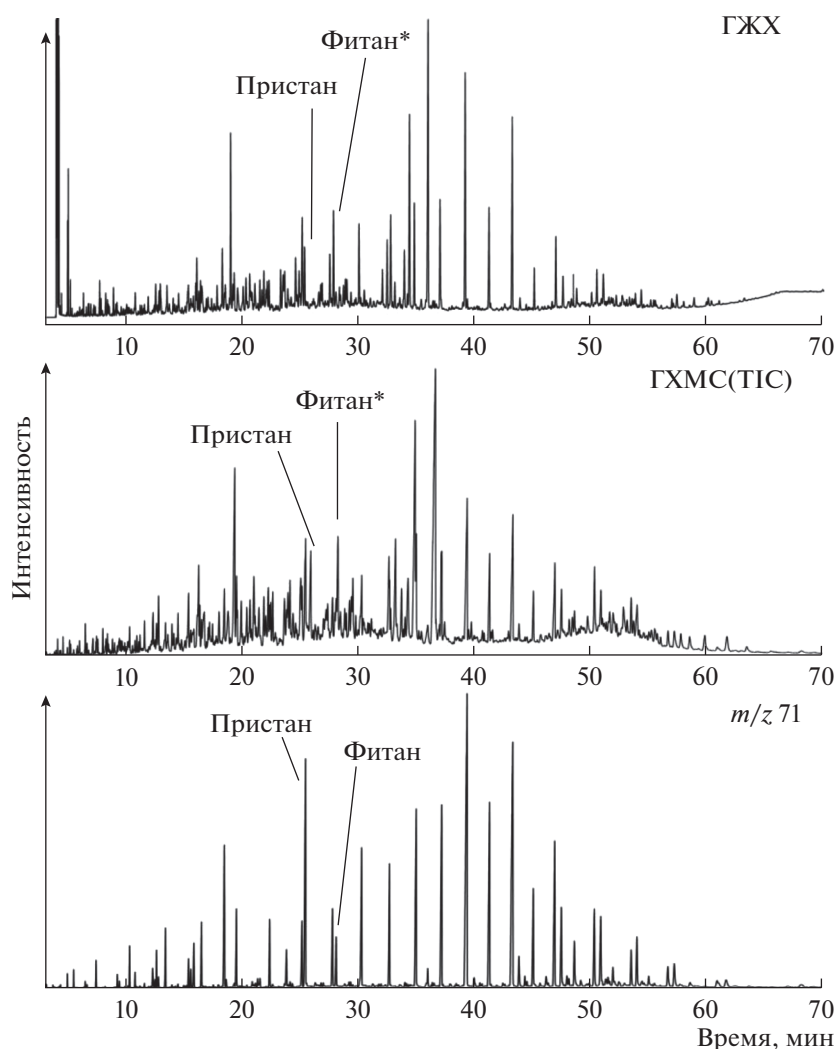 ГЖХ
Фитан*
Пристан
10 20 30 40 50 60 70
ГХМС(TIC)
Фитан*
Пристан
Интенсивность
10 20 30 40 50 60 70
m/z 71
Пристан
Фитан
10 20 30 40 50 60 70
Время, мин